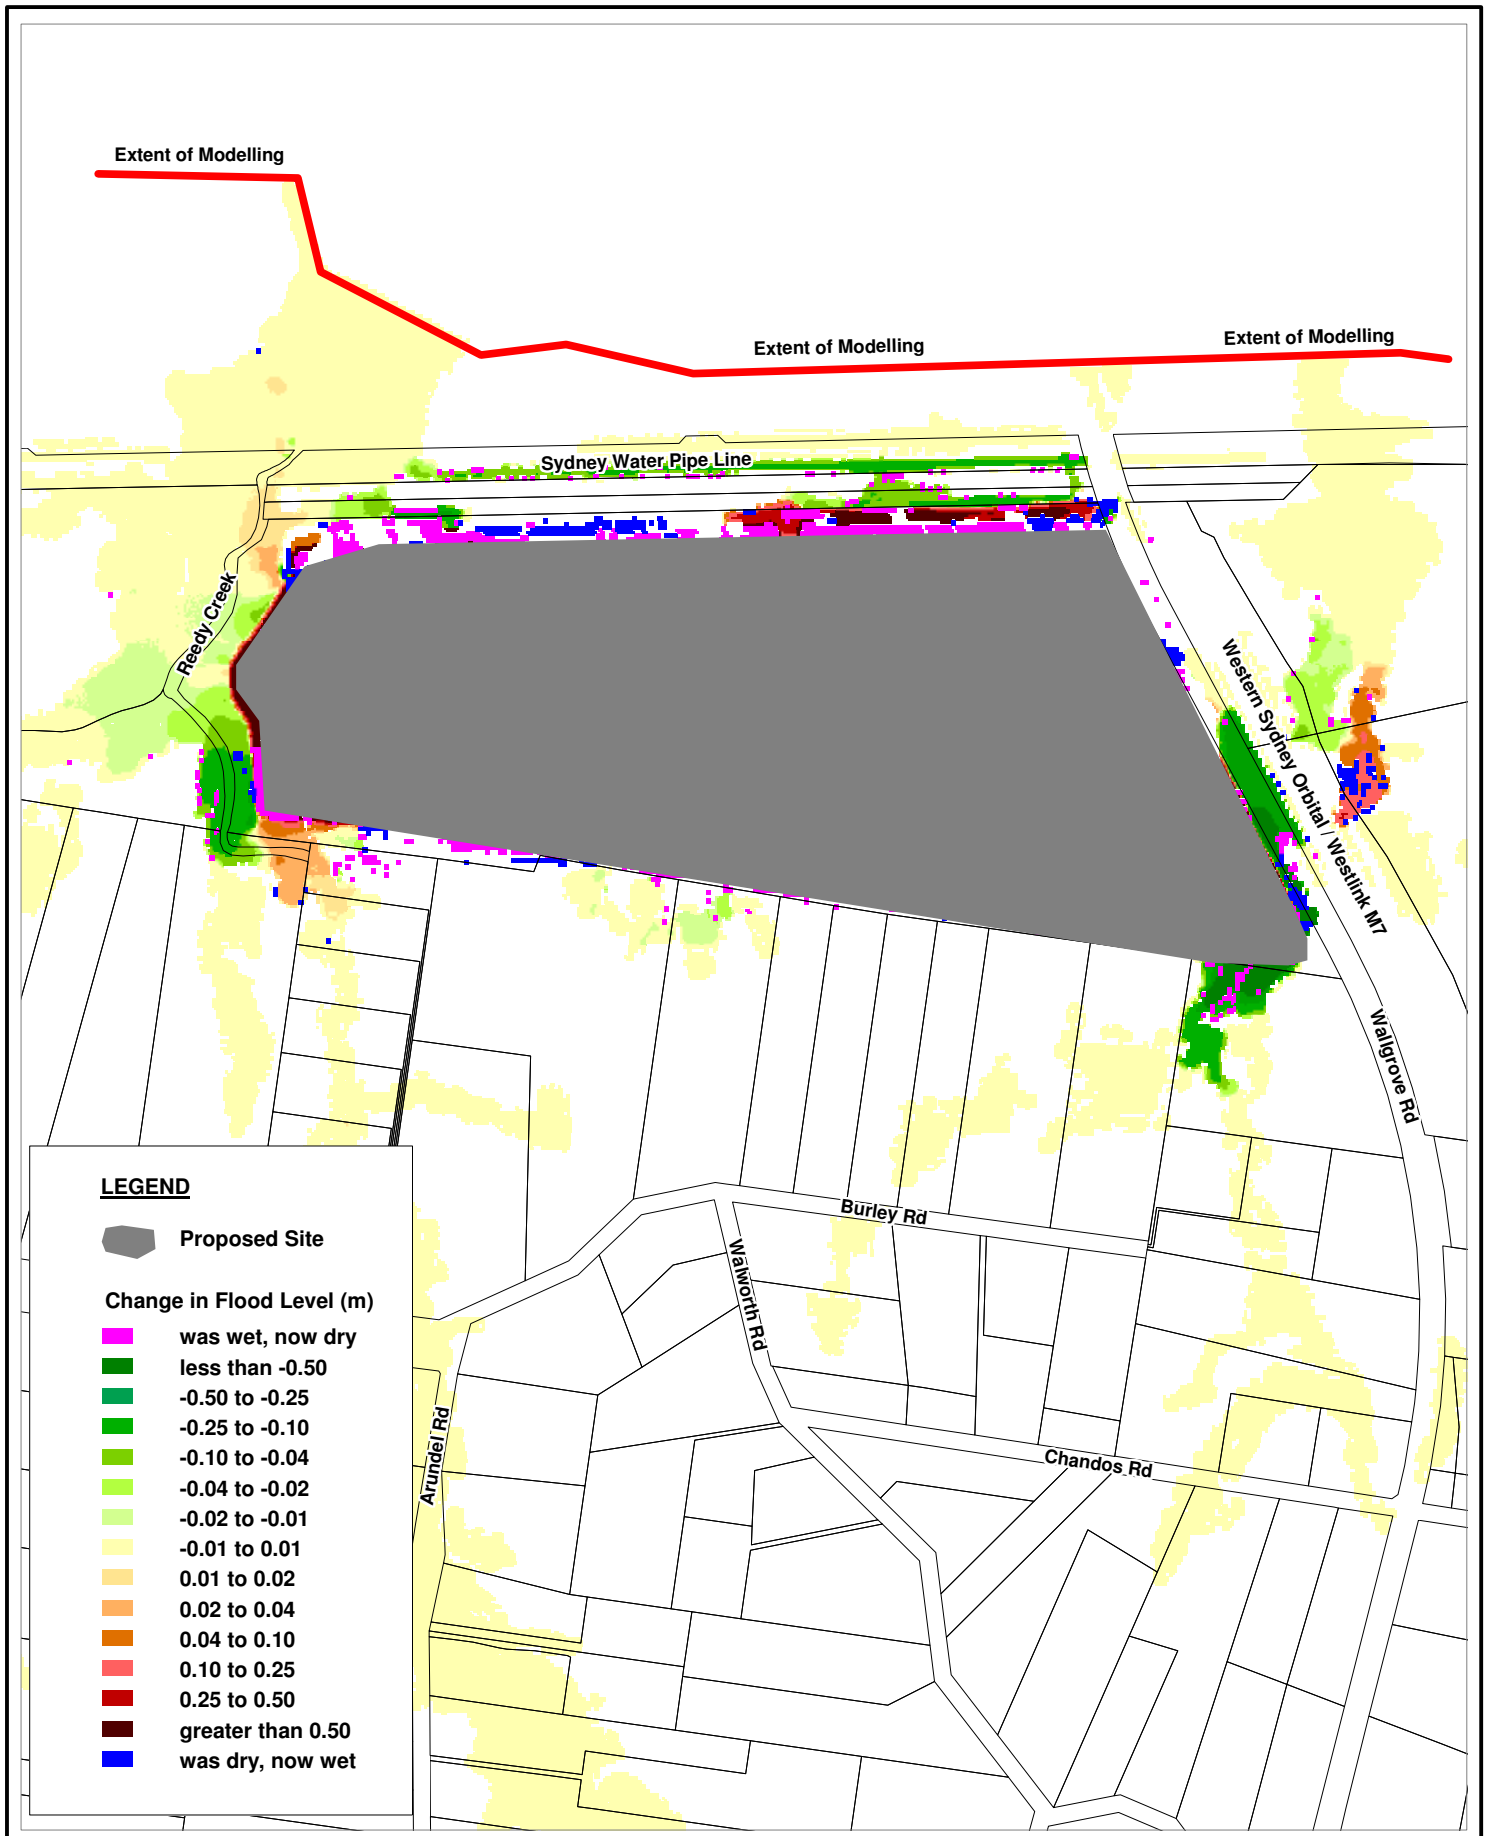 Extent of Modelling
Extent of Modelling
Extent of Modelling
Sydney Water Pipe Line
Reedy Creek
Western Sydney Orbital / Westlink M7
Wallgrove Rd
Burley Rd
Walworth Rd
Chandos Rd
Arundel Rd
LEGEND
Proposed Site
Change in Flood Level (m)
was wet, now dry
less than -0.50
-0.50 to -0.25
-0.25 to -0.10
-0.10 to -0.04
-0.04 to -0.02
-0.02 to -0.01
-0.01 to 0.01
0.01 to 0.02
0.02 to 0.04
0.04 to 0.10
0.10 to 0.25
0.25 to 0.50
greater than 0.50
was dry, now wet